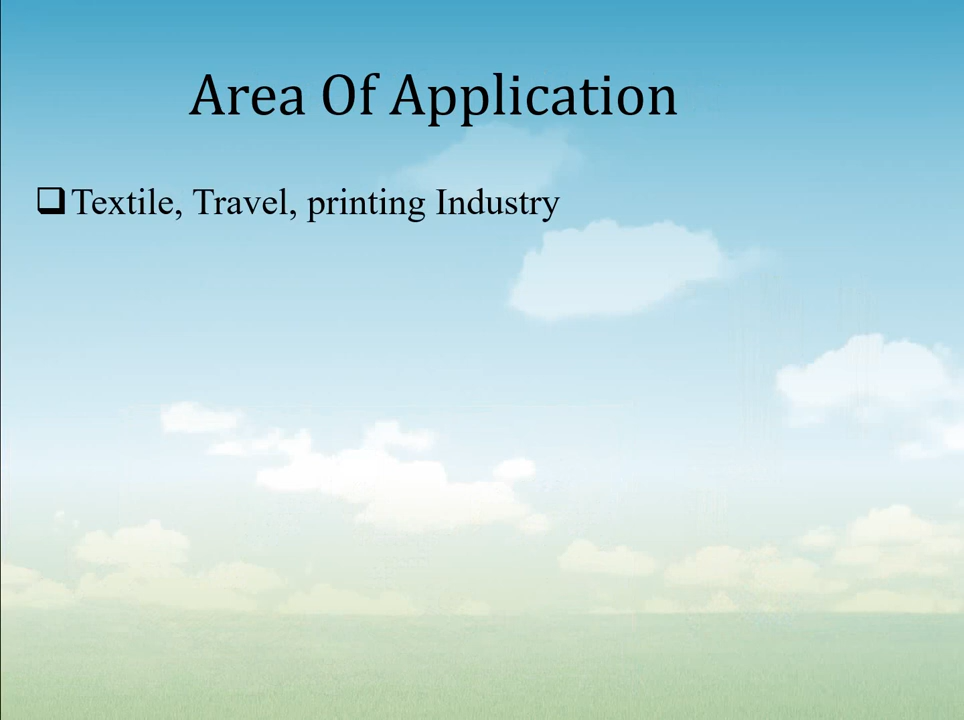 Area Of Application
❑Textile, Travel, printing Industry